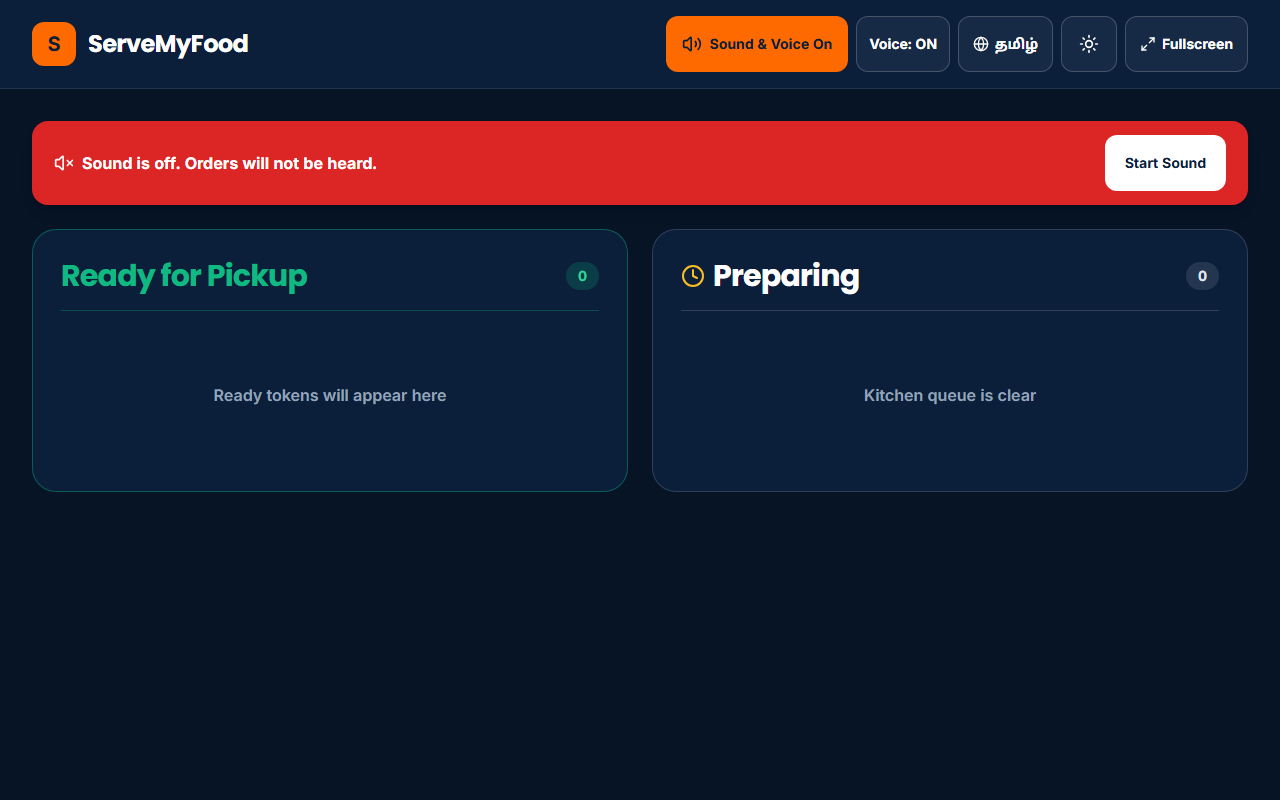 S
ServeMyFood
Sound & Voice On
Voice: ON
தமிழ்
Fullscreen
Sound is off. Orders will not be heard.
Start Sound
Ready for Pickup
0
Ready tokens will appear here
Preparing
0
Kitchen queue is clear